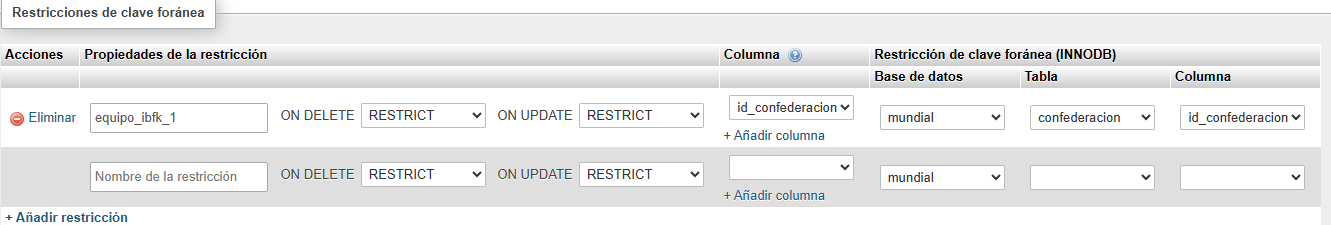 Restricciones de clave foránea
Acciones Propiedades de la restricción Columna Restricción de clave foránea (INNODB)
Base de datos Tabla Columna
Eliminar equipo_ibfk_1 ON DELETE RESTRICT ON UPDATE RESTRICT id_confederacion mundial confederacion id_confederacion
+ Añadir columna
Nombre de la restricción ON DELETE RESTRICT ON UPDATE RESTRICT mundial
+ Añadir columna
+ Añadir restricción